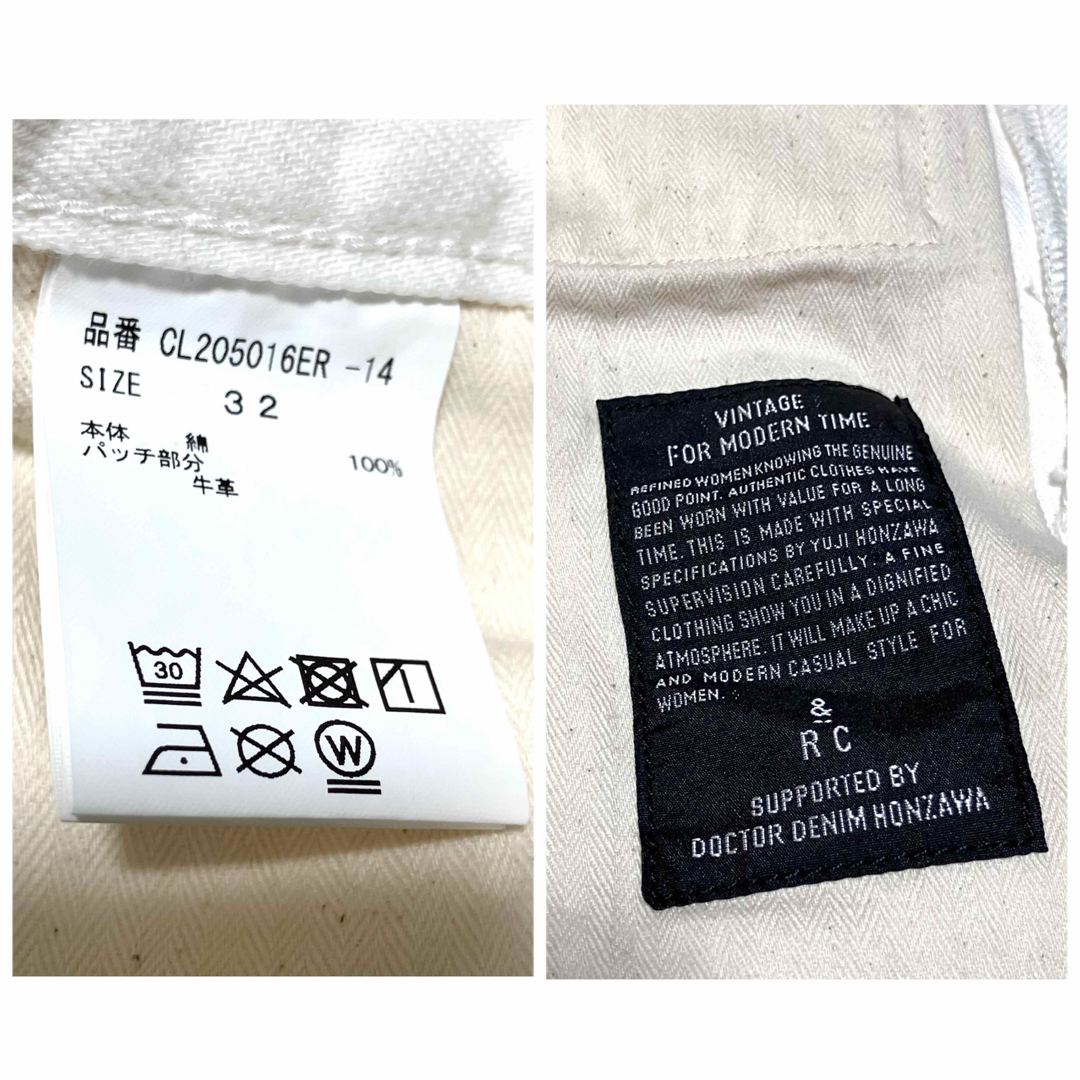 品番 CL205016ER -14
SIZE 32
本体 綿 100%
パッチ部分
牛革
30
W
VINTAGE
FOR MODERN TIME
REFINED WOMEN KNOWING THE GENUINE
GOOD POINT. AUTHENTIC CLOTHES HAVE
BEEN WORN WITH VALUE FOR A LONG
TIME THIS IS MADE WITH SPECIAL
SPECIFICATIONS BY YUJI HONZAWA
SUPERVISION CAREFULLY. A FINE
CLOTHING SHOW YOU IN A DIGNIFIED
ATMOSPHERE. IT WILL MAKE UP A CHIC
AND MODERN CASUAL STYLE FOR
WOMEN.
&
R C
SUPPORTED BY
DOCTOR DENIM HONZAWA